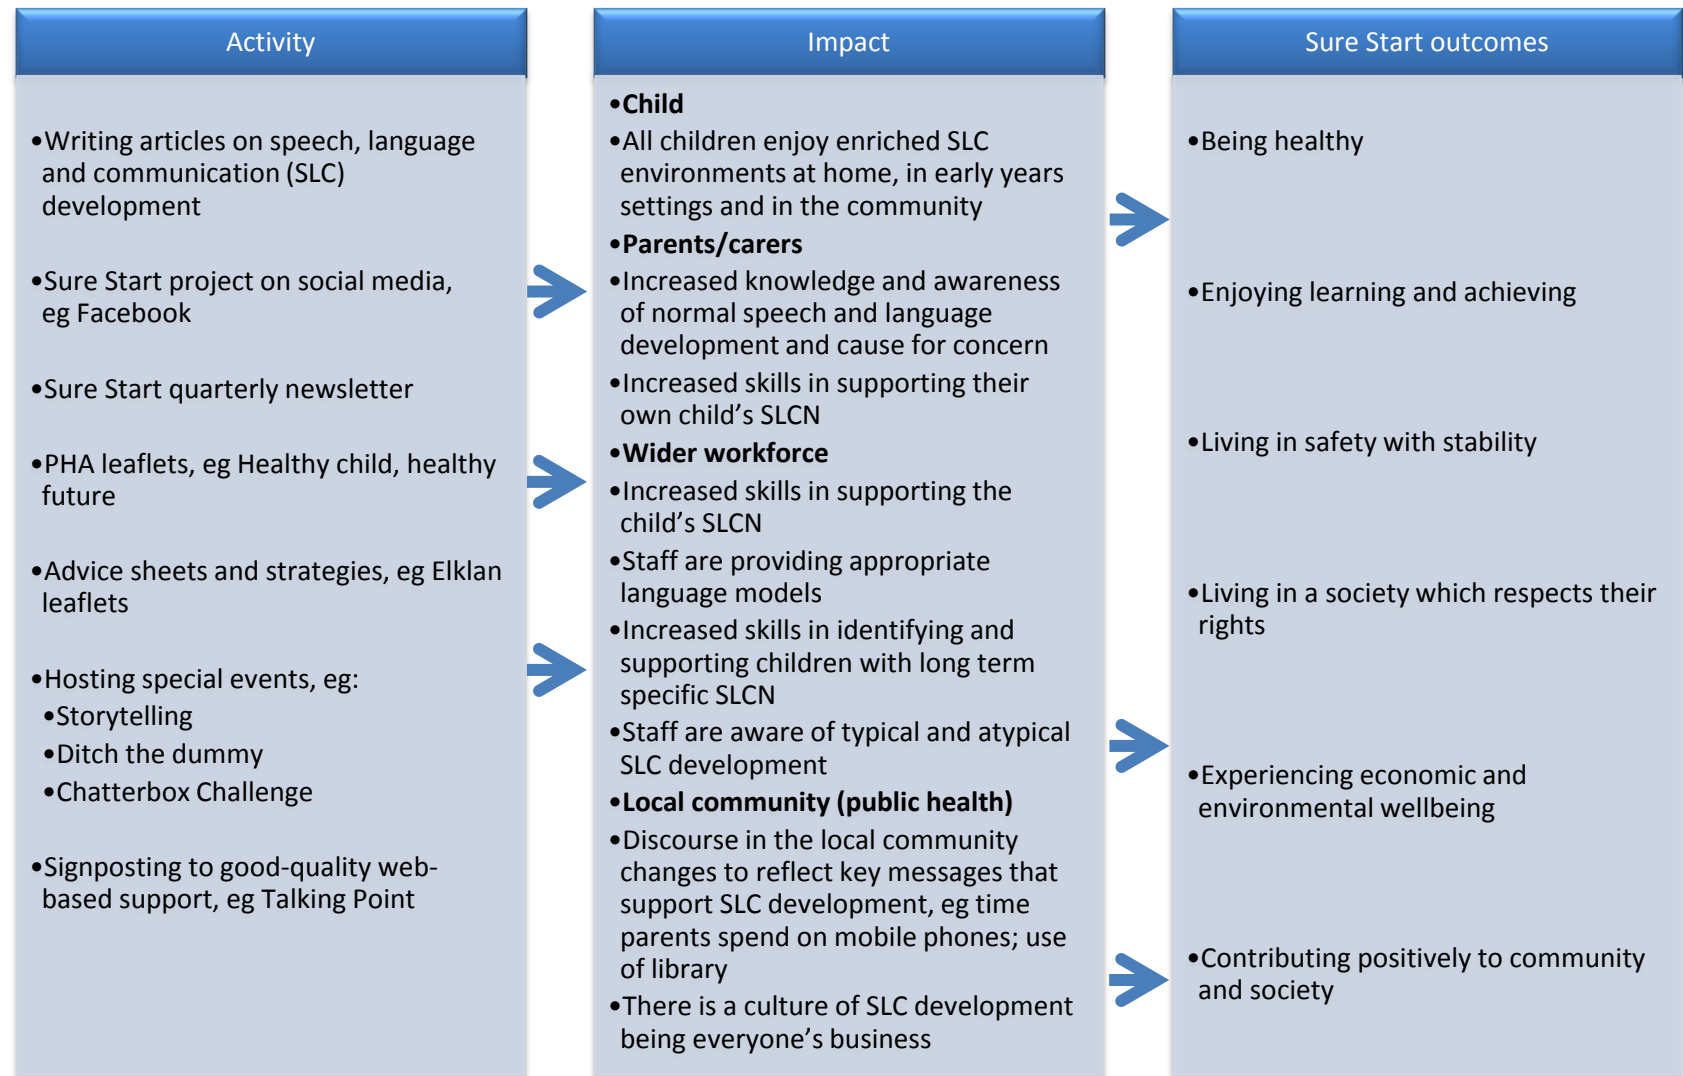 Activity
•Writing articles on speech, language
and communication (SLC)
development
•Sure Start project on social media,
eg Facebook
•Sure Start quarterly newsletter
•PHA leaflets, eg Healthy child, healthy
future
•Advice sheets and strategies, eg Elklan
leaflets
•Hosting special events, eg:
•Storytelling
•Ditch the dummy
•Chatterbox Challenge
•Signposting to good-quality web-
based support, eg Talking Point
Impact
•Child
•All children enjoy enriched SLC
environments at home, in early years
settings and in the community
•Parents/carers
•Increased knowledge and awareness
of normal speech and language
development and cause for concern
•Increased skills in supporting their
own child’s SLCN
•Wider workforce
•Increased skills in supporting the
child’s SLCN
•Staff are providing appropriate
language models
•Increased skills in identifying and
supporting children with long term
specific SLCN
•Staff are aware of typical and atypical
SLC development
•Local community (public health)
•Discourse in the local community
changes to reflect key messages that
support SLC development, eg time
parents spend on mobile phones; use
of library
•There is a culture of SLC development
being everyone’s business
Sure Start outcomes
•Being healthy
•Enjoying learning and achieving
•Living in safety with stability
•Living in a society which respects their
rights
•Experiencing economic and
environmental wellbeing
•Contributing positively to community
and society